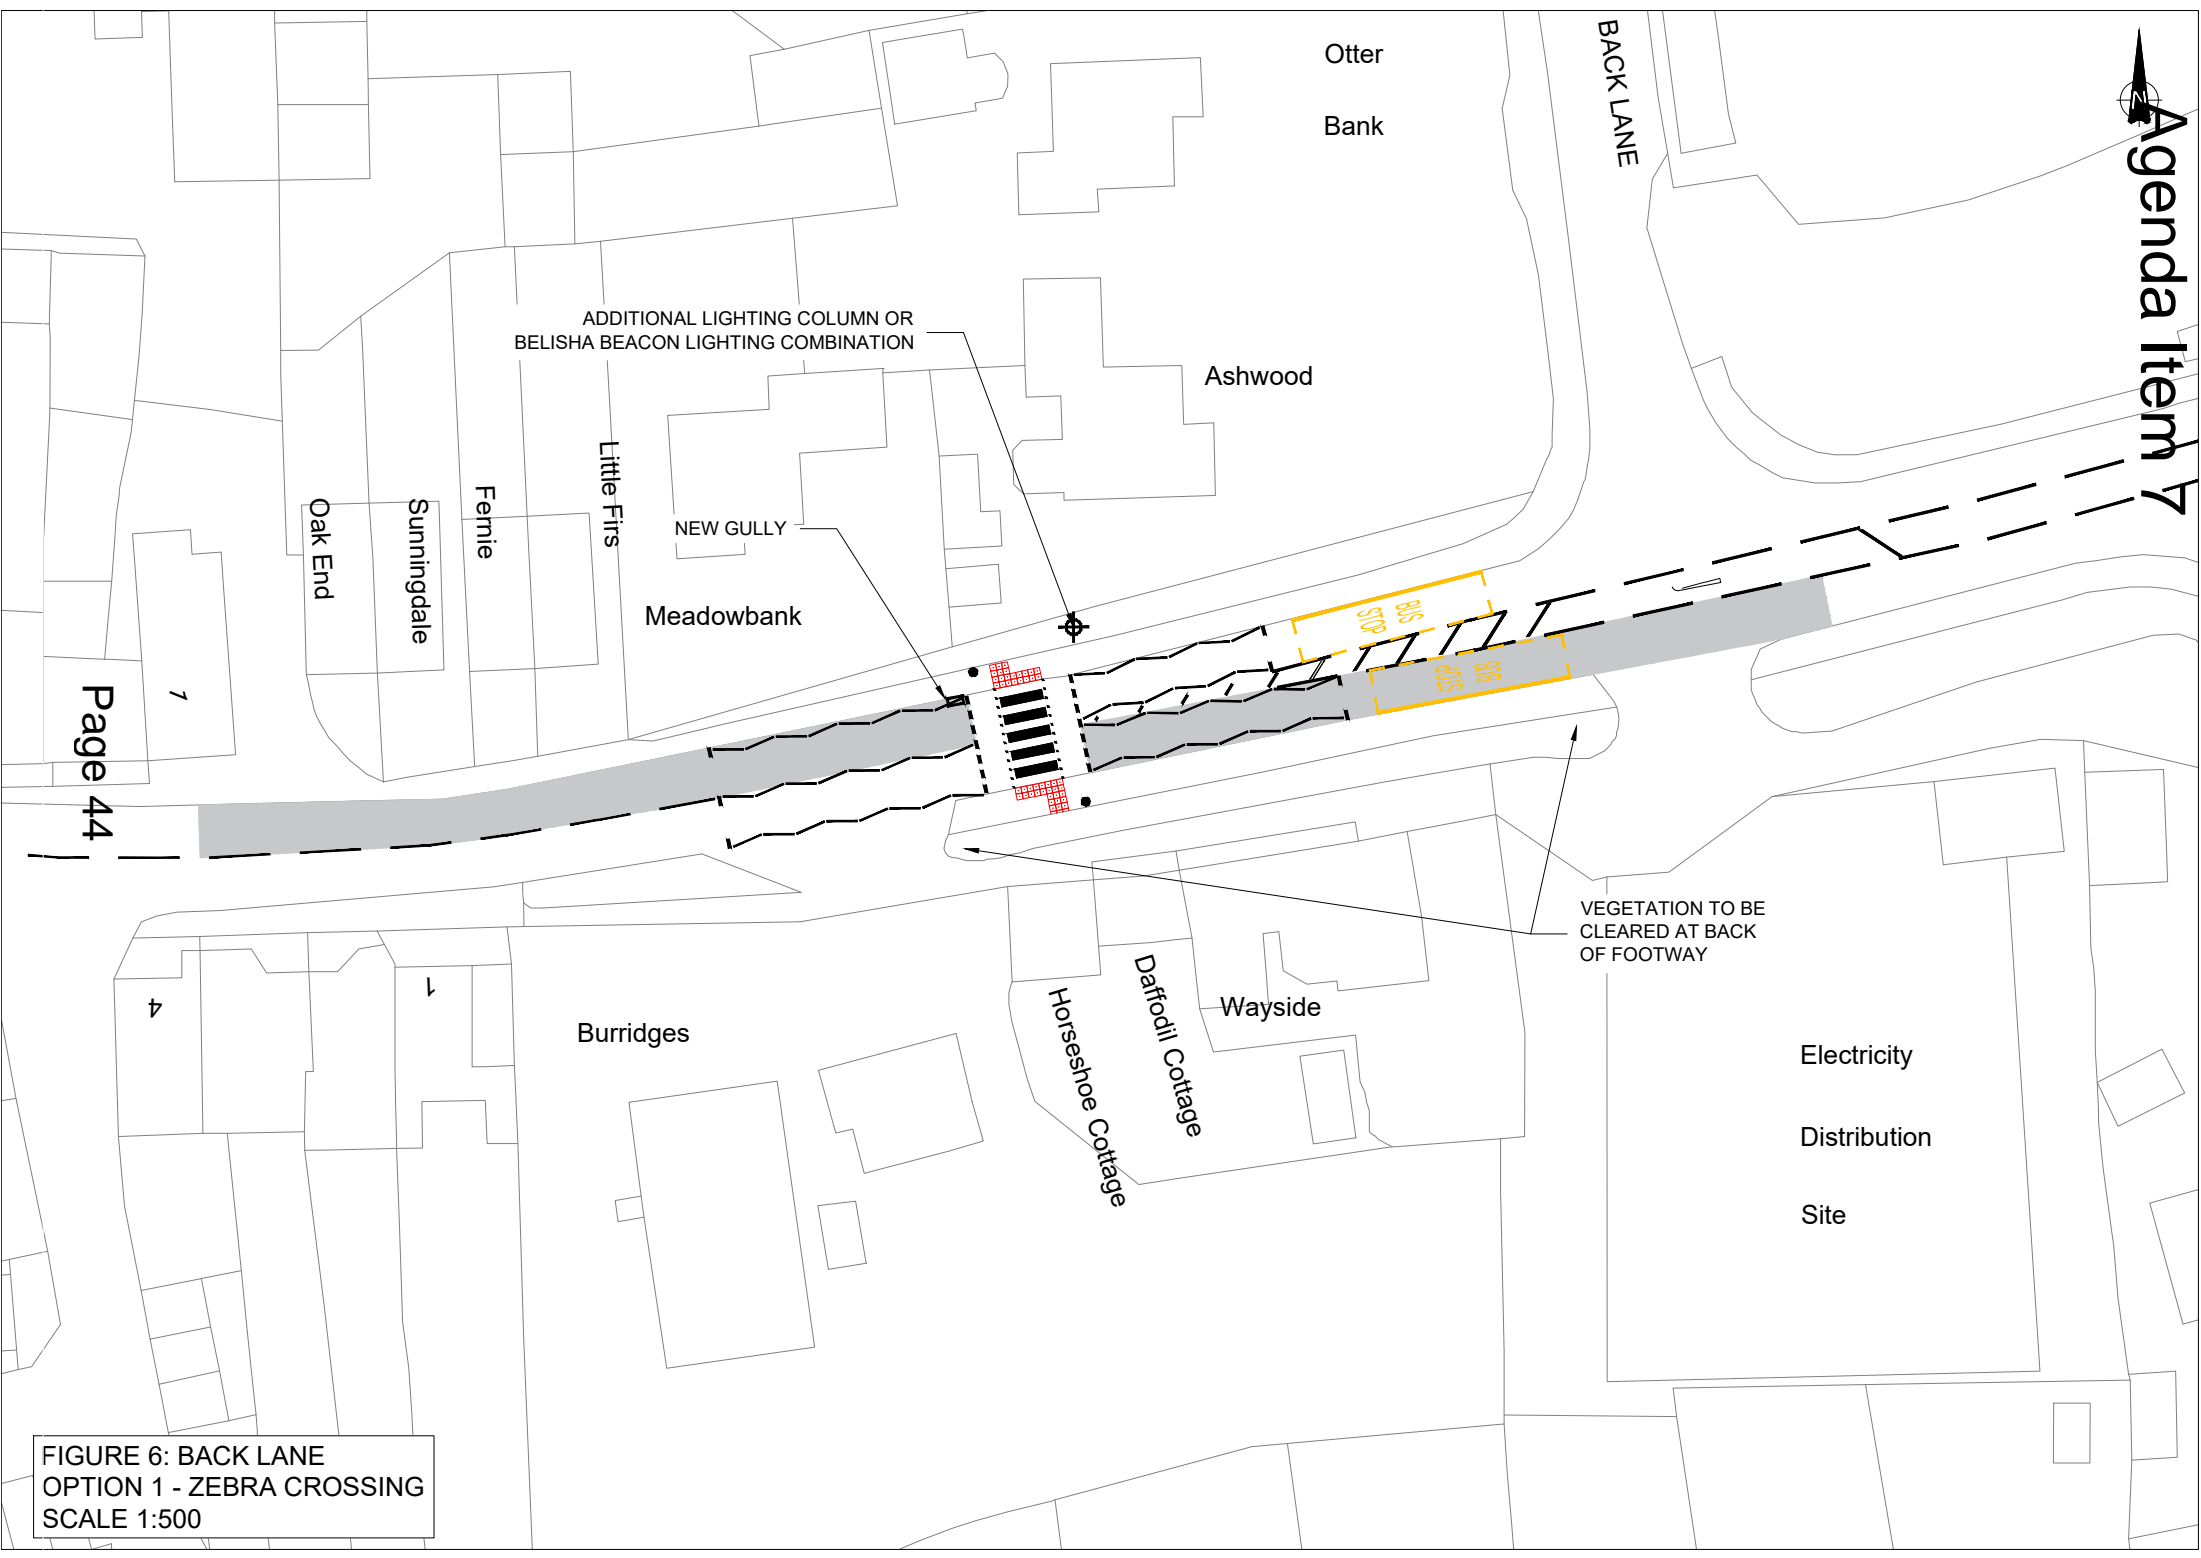 Otter
Bank
BACK LANE
N
Agenda Item 7
ADDITIONAL LIGHTING COLUMN OR
BELISHA BEACON LIGHTING COMBINATION
Ashwood
NEW GULLY
Little Firs
Fernie
Sunningdale
Oak End
Meadowbank
BUS
STOP
BUS
STOP
7
Page 44
VEGETATION TO BE
CLEARED AT BACK
OF FOOTWAY
4
1
Burridges
Horseshoe Cottage
Daffodil Cottage
Wayside
Electricity
Distribution
Site
FIGURE 6: BACK LANE
OPTION 1 - ZEBRA CROSSING
SCALE 1:500